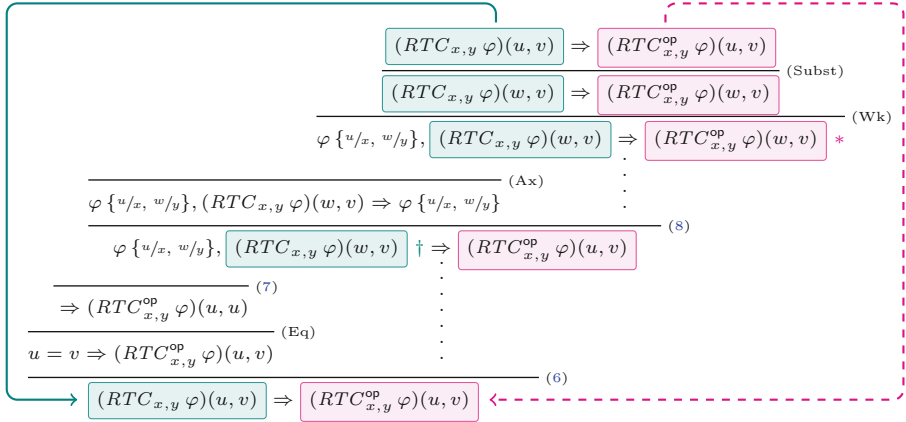 (RTC_{x,y} φ)(u, v) ⇒ (RTC^{op}_{x,y} φ)(u, v)
(Subst)
(RTC_{x,y} φ)(w, v) ⇒ (RTC^{op}_{x,y} φ)(w, v)
(Wk)
φ {u/x, w/y}, (RTC_{x,y} φ)(w, v) ⇒ (RTC^{op}_{x,y} φ)(w, v) *
(Ax)
φ {u/x, w/y}, (RTC_{x,y} φ)(w, v) ⇒ φ {u/x, w/y}
(8)
φ {u/x, w/y}, (RTC_{x,y} φ)(w, v) † ⇒ (RTC^{op}_{x,y} φ)(u, v)
(7)
⇒ (RTC^{op}_{x,y} φ)(u, u)
(Eq)
u = v ⇒ (RTC^{op}_{x,y} φ)(u, v)
(6)
(RTC_{x,y} φ)(u, v) ⇒ (RTC^{op}_{x,y} φ)(u, v)